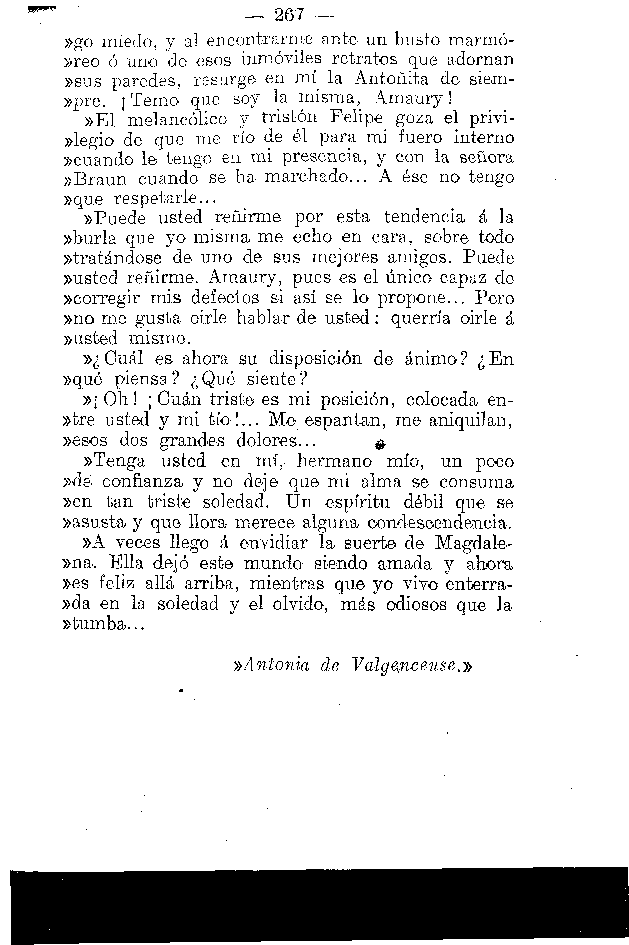 — 267 —
»go miedo, y al encontrarme ante un busto marmó-
»reo ó uno de esos inmóviles retratos que adornan
»sus paredes, resurge en mí la Antoñita de siem-
»pre. ¡Temo que soy la misma, Amaury!
»El melancólico y tristón Felipe goza el privi-
»legio de que me río de él para mi fuero interno
»cuando le tengo en mi presencia, y con la señora
»Braun cuando se ha marchado... A ése no tengo
»que respetarle...
»Puede usted reñirme por esta tendencia á la
»burla que yo misma me echo en cara, sobre todo
»tratándose de uno de sus mejores amigos. Puede
»usted reñirme. Amaury, pues es el único capaz de
»corregir mis defectos si así se lo propone... Pero
»no me gusta oirle hablar de usted: querría oirle á
»usted mismo.
»¿Cuál es ahora su disposición de ánimo? ¿En
»qué piensa? ¿Qué siente?
»¡Oh! ¡Cuán triste es mi posición, colocada en-
»tre usted y mi tío!... Me espantan, me aniquilan,
»esos dos grandes dolores...
»Tenga usted en mí, hermano mío, un poco
»de confianza y no deje que mi alma se consuma
»en tan triste soledad. Un espíritu débil que se
»asusta y que llora merece alguna condescendencia.
»A veces llego á envidiar la suerte de Magdale-
»na. Ella dejó este mundo siendo amada y ahora
»es feliz allá arriba, mientras que yo vivo enterra-
»da en la soledad y el olvido, más odiosos que la
»tumba...
»Antonia de Valgenceuse.»